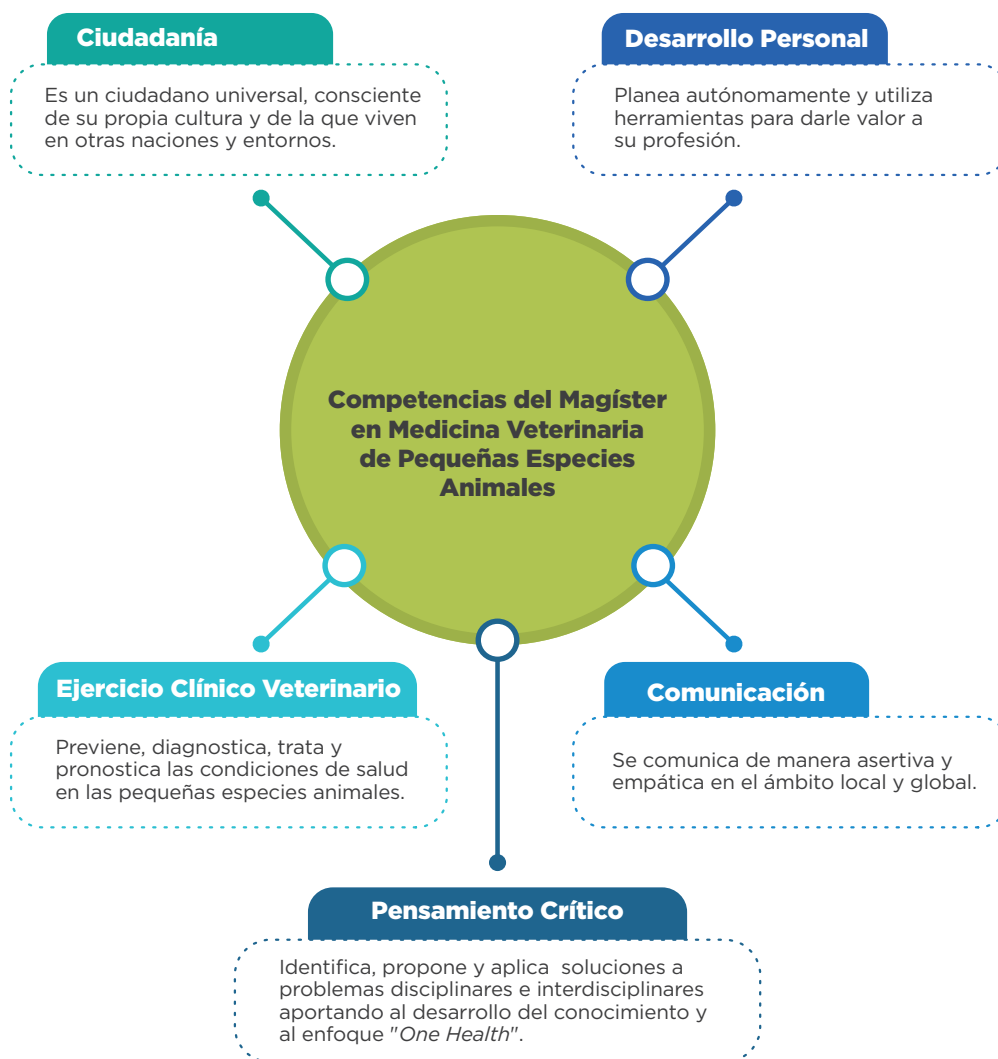 Ciudadanía
Es un ciudadano universal, consciente
de su propia cultura y de la que viven
en otras naciones y entornos.
Desarrollo Personal
Planea autónomamente y utiliza
herramientas para darle valor a
su profesión.
Competencias del Magíster
en Medicina Veterinaria
de Pequeñas Especies
Animales
Ejercicio Clínico Veterinario
Previene, diagnostica, trata y
pronostica las condiciones de salud
en las pequeñas especies animales.
Comunicación
Se comunica de manera asertiva y
empática en el ámbito local y global.
Pensamiento Crítico
Identifica, propone y aplica soluciones a
problemas disciplinares e interdisciplinares
aportando al desarrollo del conocimiento y
al enfoque "One Health".